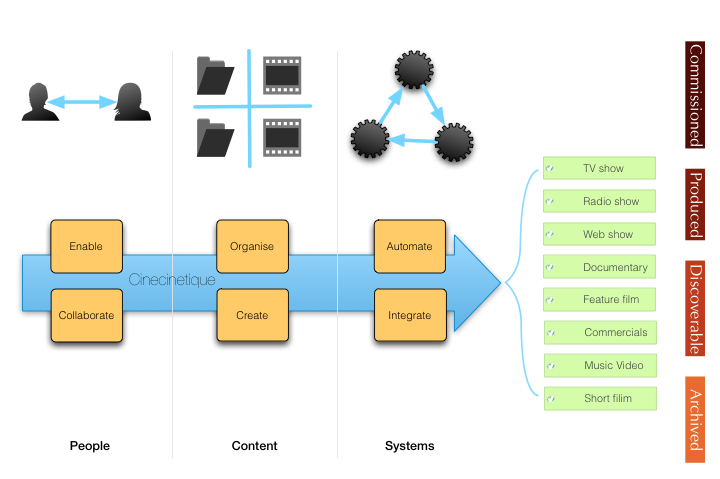 Enable
Organise
Automate
Cinecinetique
Collaborate
Create
Integrate
People
Content
Systems
TV show
Radio show
Web show
Documentary
Feature film
Commercials
Music Video
Short filim
Commissioned
Produced
Discoverable
Archived